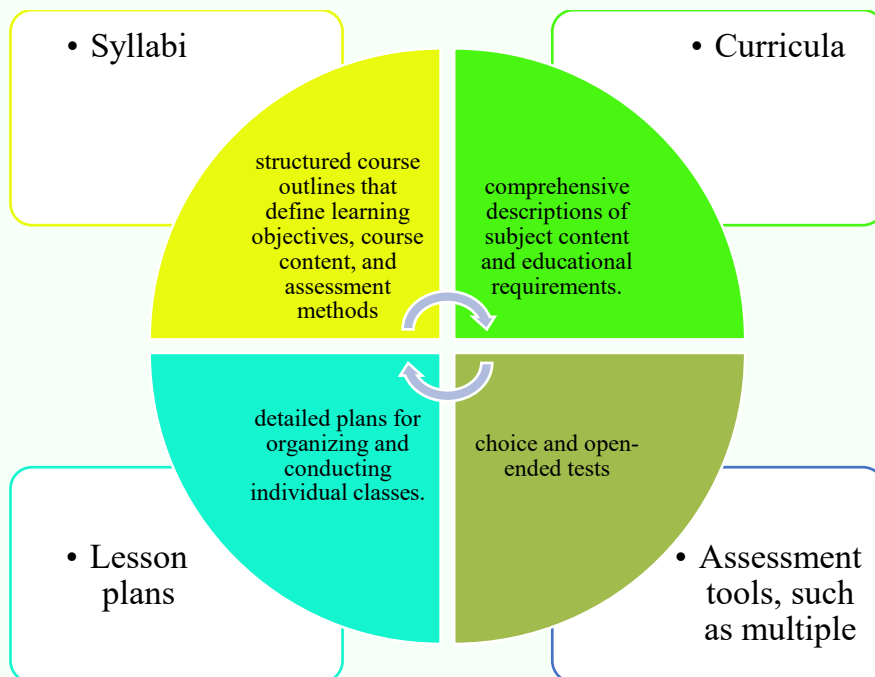 • Syllabi
structured course
outlines that
define learning
objectives, course
content, and
assessment
methods
• Curricula
comprehensive
descriptions of
subject content
and educational
requirements.
• Lesson
plans
detailed plans for
organizing and
conducting
individual classes.
• Assessment
tools, such
as multiple
choice and open-
ended tests